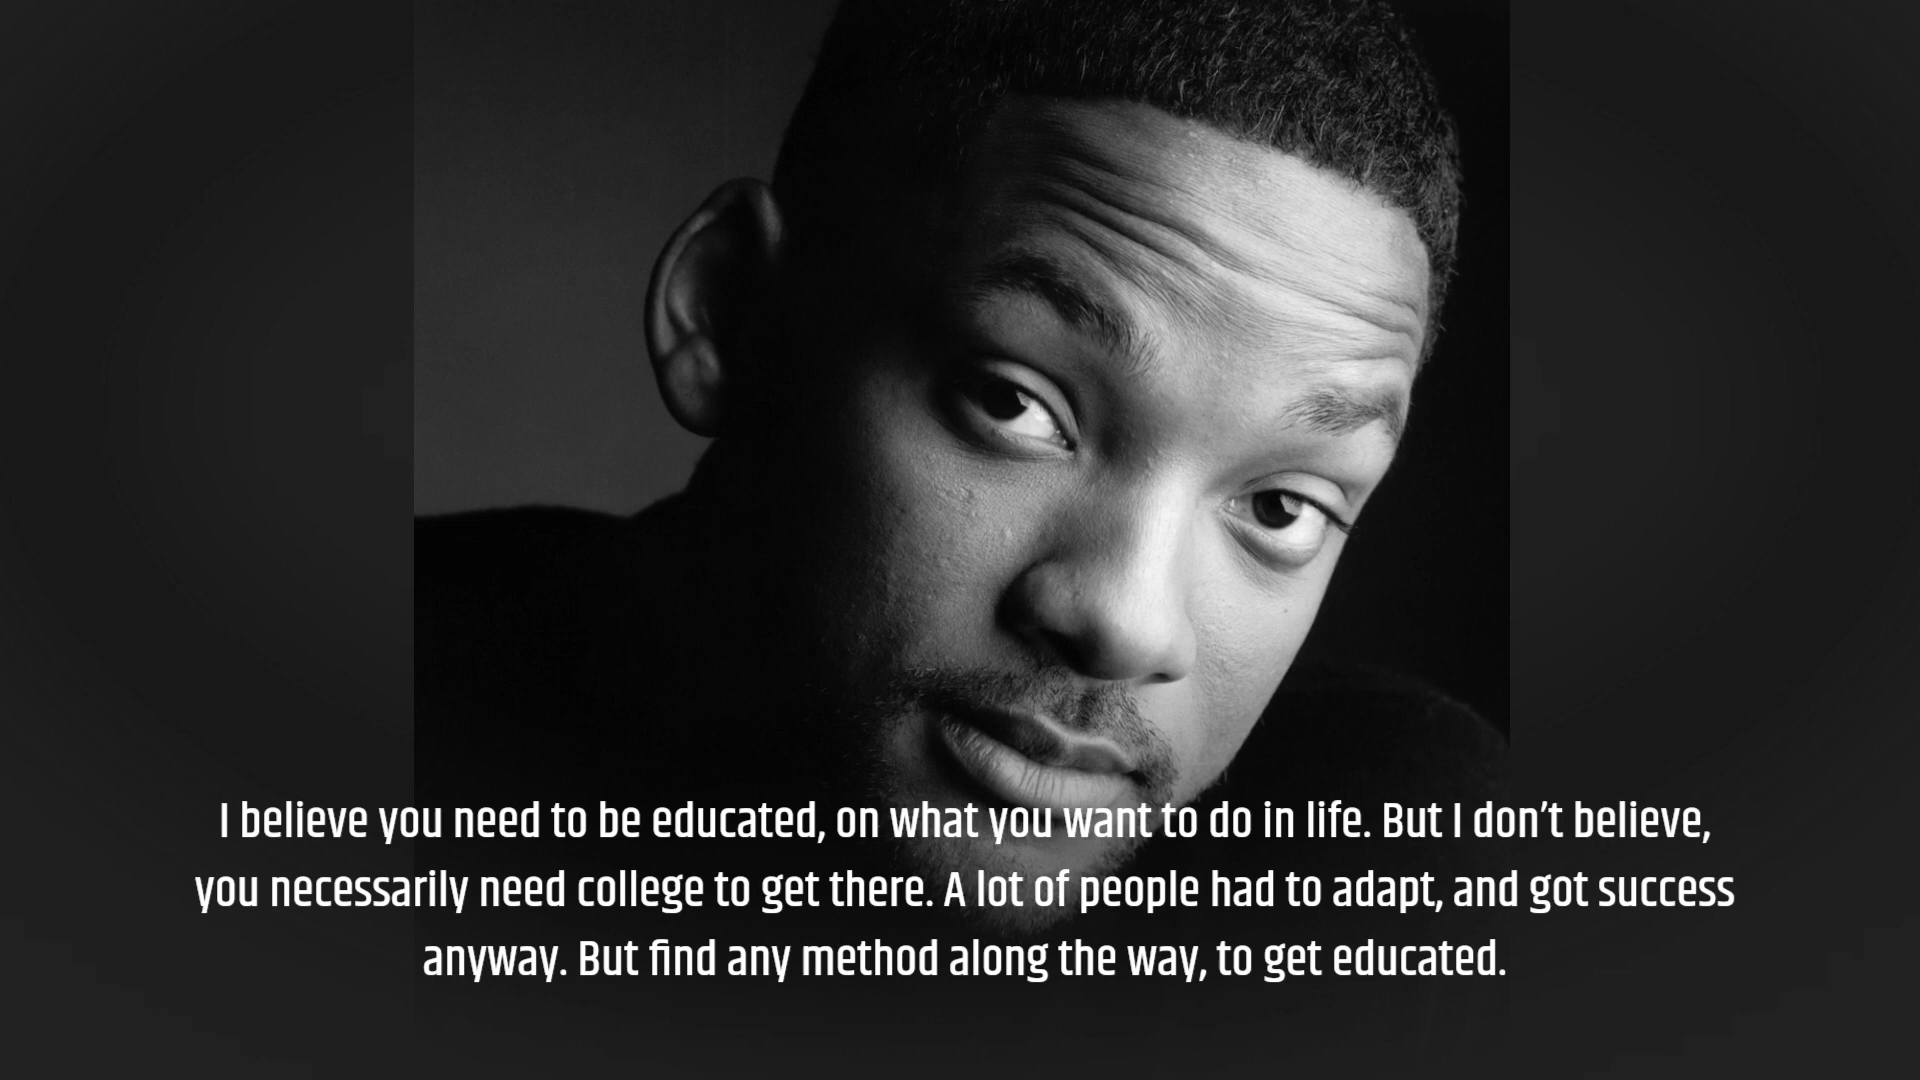 I believe you need to be educated, on what you want to do in life. But I don’t believe,
you necessarily need college to get there. A lot of people had to adapt, and got success
anyway. But find any method along the way, to get educated.